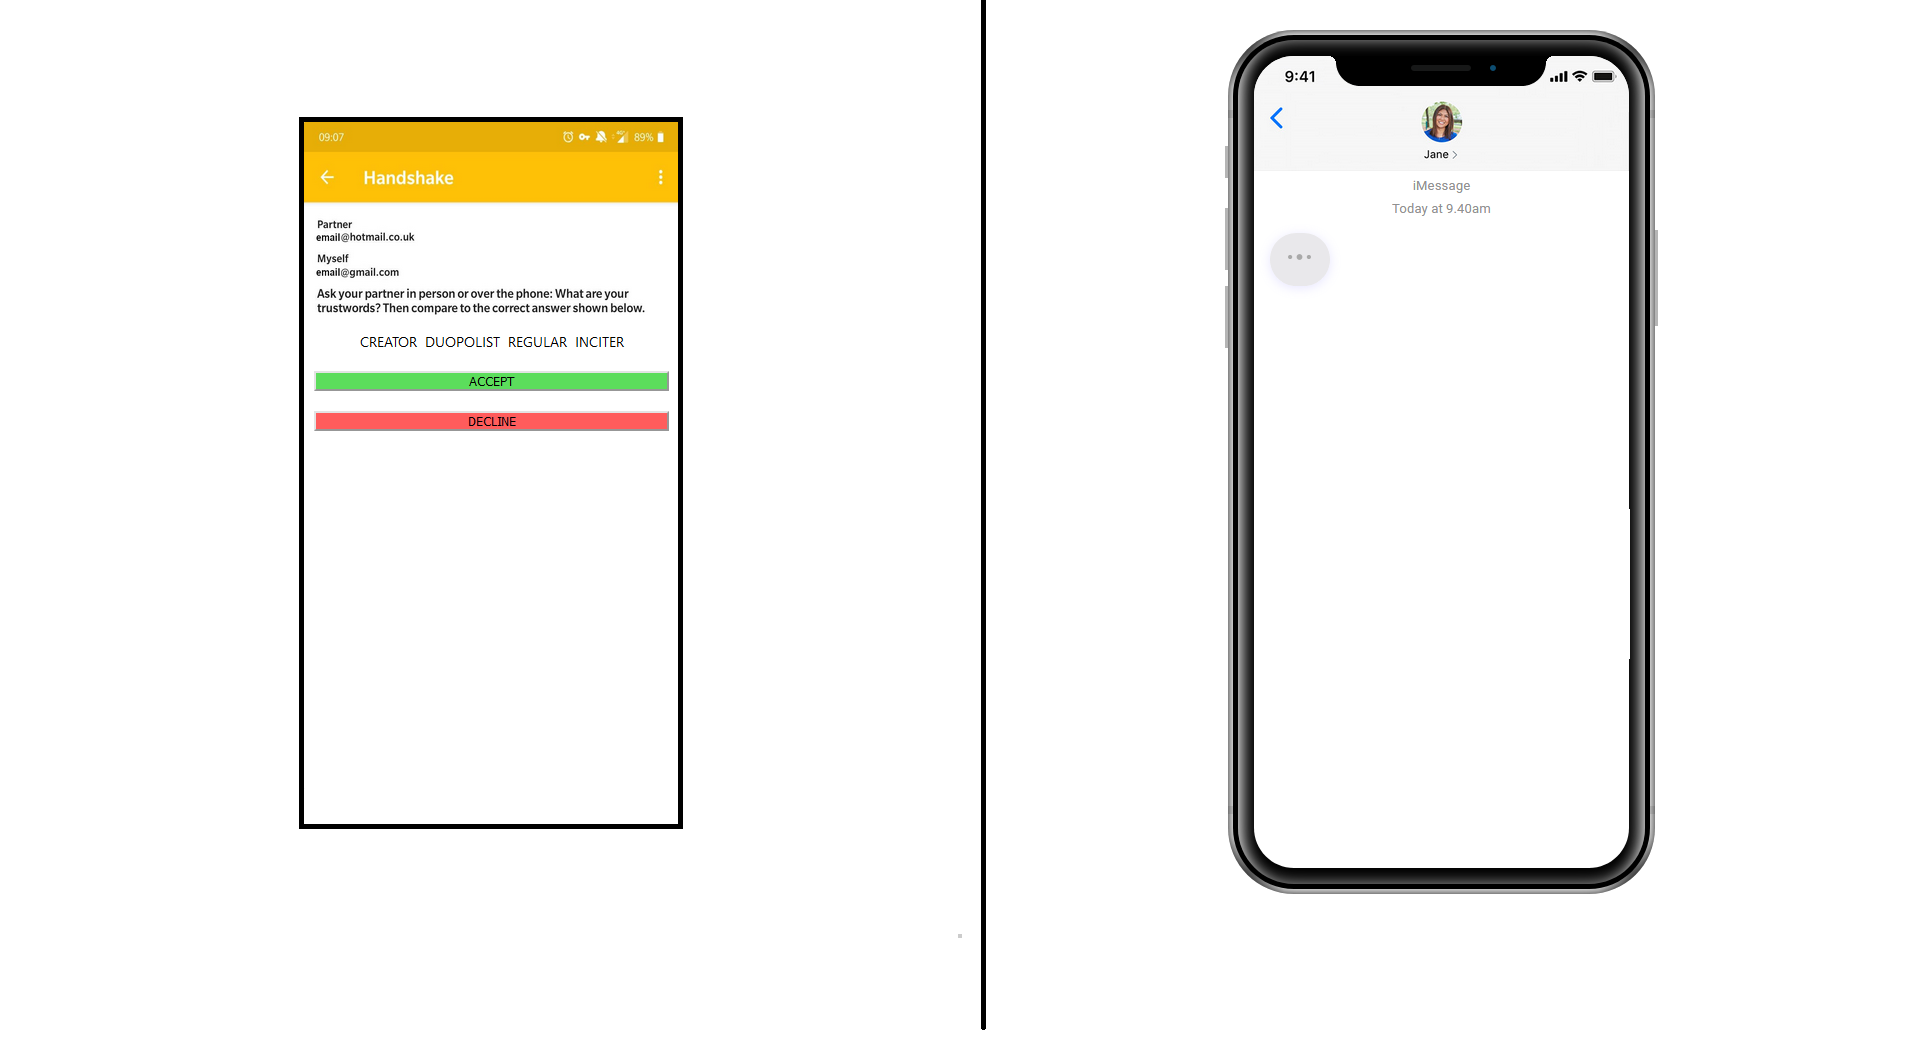 09:07
89%
Handshake
Partner
email@hotmail.co.uk
Myself
email@gmail.com
Ask your partner in person or over the phone: What are your
trustwords? Then compare to the correct answer shown below.
CREATOR DUOPOLIST REGULAR INCITER
ACCEPT
DECLINE
9:41
Jane
iMessage
Today at 9.40am